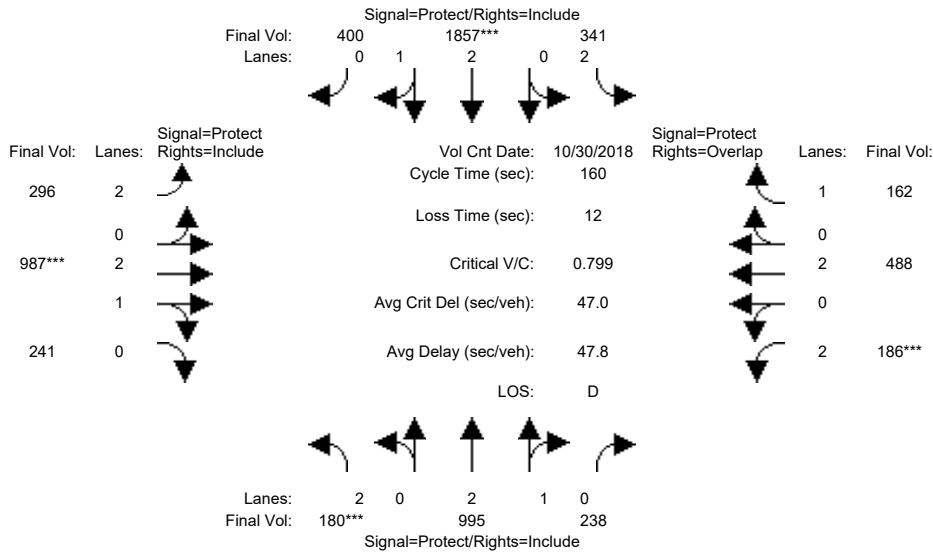 Signal=Protect/Rights=Include
Final Vol: 400 1857*** 341
Lanes: 0 1 2 0 2
Signal=Protect Signal=Protect
Final Vol: Lanes: Rights=Include Vol Cnt Date: 10/30/2018 Rights=Overlap Lanes: Final Vol:
Cycle Time (sec): 160
296 2 1 162
Loss Time (sec): 12
0 0
987*** 2 Critical V/C: 0.799 2 488
1 Avg Crit Del (sec/veh): 47.0 0
241 0 Avg Delay (sec/veh): 47.8 2 186***
LOS: D
Lanes: 2 0 2 1 0
Final Vol: 180*** 995 238
Signal=Protect/Rights=Include